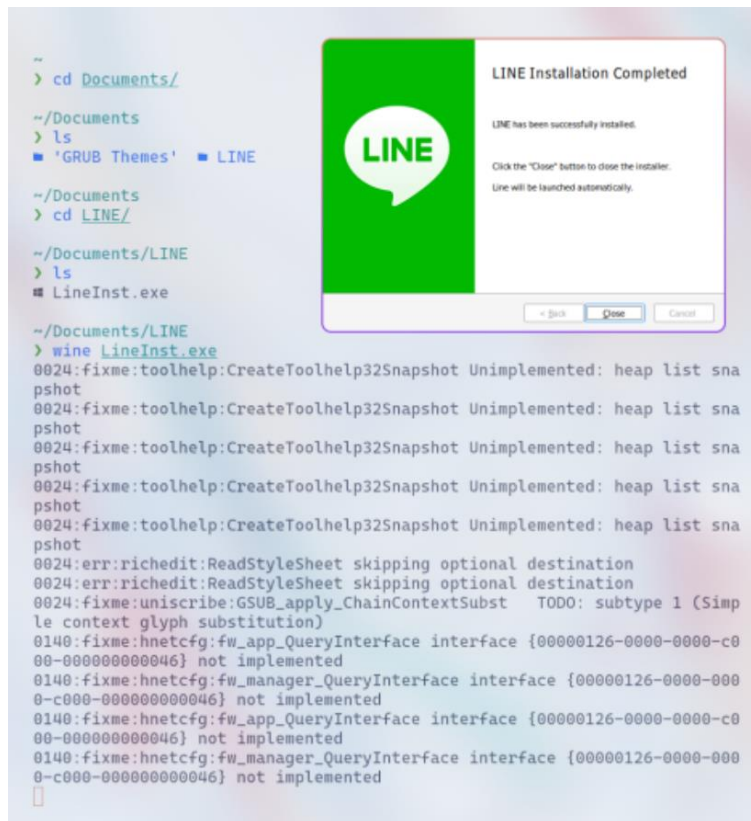 ~
❯ cd Documents/
~/Documents
❯ ls
'GRUB Themes' LINE
~/Documents
❯ cd LINE/
~/Documents/LINE
❯ ls
LineInst.exe
~/Documents/LINE
❯ wine LineInst.exe
0024:fixme:toolhelp:CreateToolhelp32Snapshot Unimplemented: heap list sna
pshot
0024:fixme:toolhelp:CreateToolhelp32Snapshot Unimplemented: heap list sna
pshot
0024:fixme:toolhelp:CreateToolhelp32Snapshot Unimplemented: heap list sna
pshot
0024:fixme:toolhelp:CreateToolhelp32Snapshot Unimplemented: heap list sna
pshot
0024:fixme:toolhelp:CreateToolhelp32Snapshot Unimplemented: heap list sna
pshot
0024:err:richedit:ReadStyleSheet skipping optional destination
0024:err:richedit:ReadStyleSheet skipping optional destination
0024:fixme:uniscribe:GSUB_apply_ChainContextSubst TODO: subtype 1 (Simp
le context glyph substitution)
0140:fixme:hnetcfg:fw_app_QueryInterface interface {00000126-0000-0000-c0
00-000000000046} not implemented
0140:fixme:hnetcfg:fw_manager_QueryInterface interface {00000126-0000-000
0-c000-000000000046} not implemented
0140:fixme:hnetcfg:fw_app_QueryInterface interface {00000126-0000-0000-c0
00-000000000046} not implemented
0140:fixme:hnetcfg:fw_manager_QueryInterface interface {00000126-0000-000
0-c000-000000000046} not implemented
LINE
LINE Installation Completed
LINE has been successfully installed.
Click the "Close" button to close the installer.
Line will be launched automatically.
< Back Close Cancel